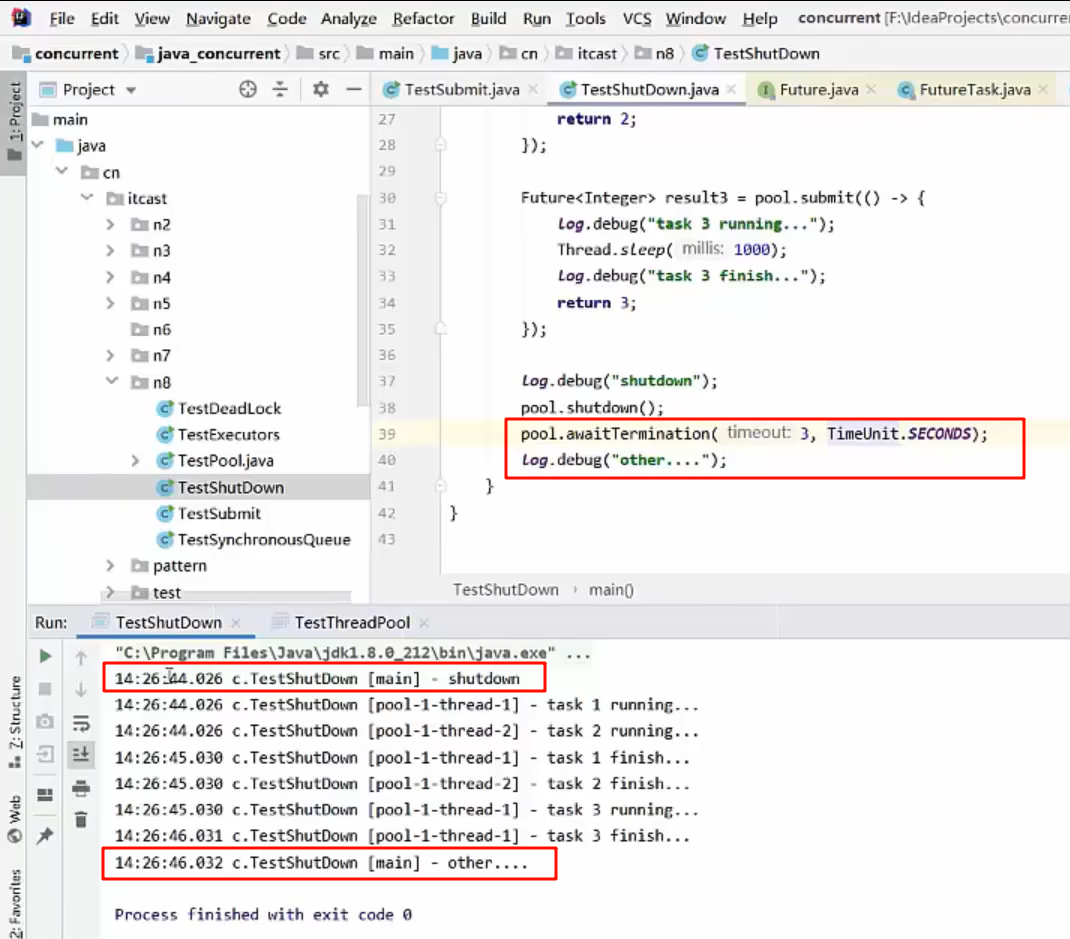 File Edit View Navigate Code Analyze Refactor Build Run Tools VCS Window Help concurrent [F:\IdeaProjects\concurre
concurrent java_concurrent src main java cn itcast n8 TestShutDown
1: Project
Project
TestSubmit.java TestShutDown.java Future.java FutureTask.java
main
java
cn
itcast
n2
n3
n4
n5
n6
n7
n8
TestDeadLock
TestExecutors
TestPool.java
TestShutDown
TestSubmit
TestSynchronousQueue
pattern
test
27 return 2;
28 });
29
30 Future<Integer> result3 = pool.submit(() -> {
31 log.debug("task 3 running...");
32 Thread.sleep( millis: 1000);
33 log.debug("task 3 finish...");
34 return 3;
35 });
36
37 log.debug("shutdown");
38 pool.shutdown();
39 pool.awaitTermination( timeout: 3, TimeUnit.SECONDS);
40 log.debug("other....");
41 }
42 }
43
TestShutDown › main()
Run: TestShutDown TestThreadPool
"C:\Program Files\Java\jdk1.8.0_212\bin\java.exe" ...
14:26:44.026 c.TestShutDown [main] - shutdown
14:26:44.026 c.TestShutDown [pool-1-thread-1] - task 1 running...
14:26:44.026 c.TestShutDown [pool-1-thread-2] - task 2 running...
14:26:45.030 c.TestShutDown [pool-1-thread-1] - task 1 finish...
14:26:45.030 c.TestShutDown [pool-1-thread-2] - task 2 finish...
14:26:45.030 c.TestShutDown [pool-1-thread-1] - task 3 running...
14:26:46.031 c.TestShutDown [pool-1-thread-1] - task 3 finish...
14:26:46.032 c.TestShutDown [main] - other....
Process finished with exit code 0
7: Structure
Web
2: Favorites